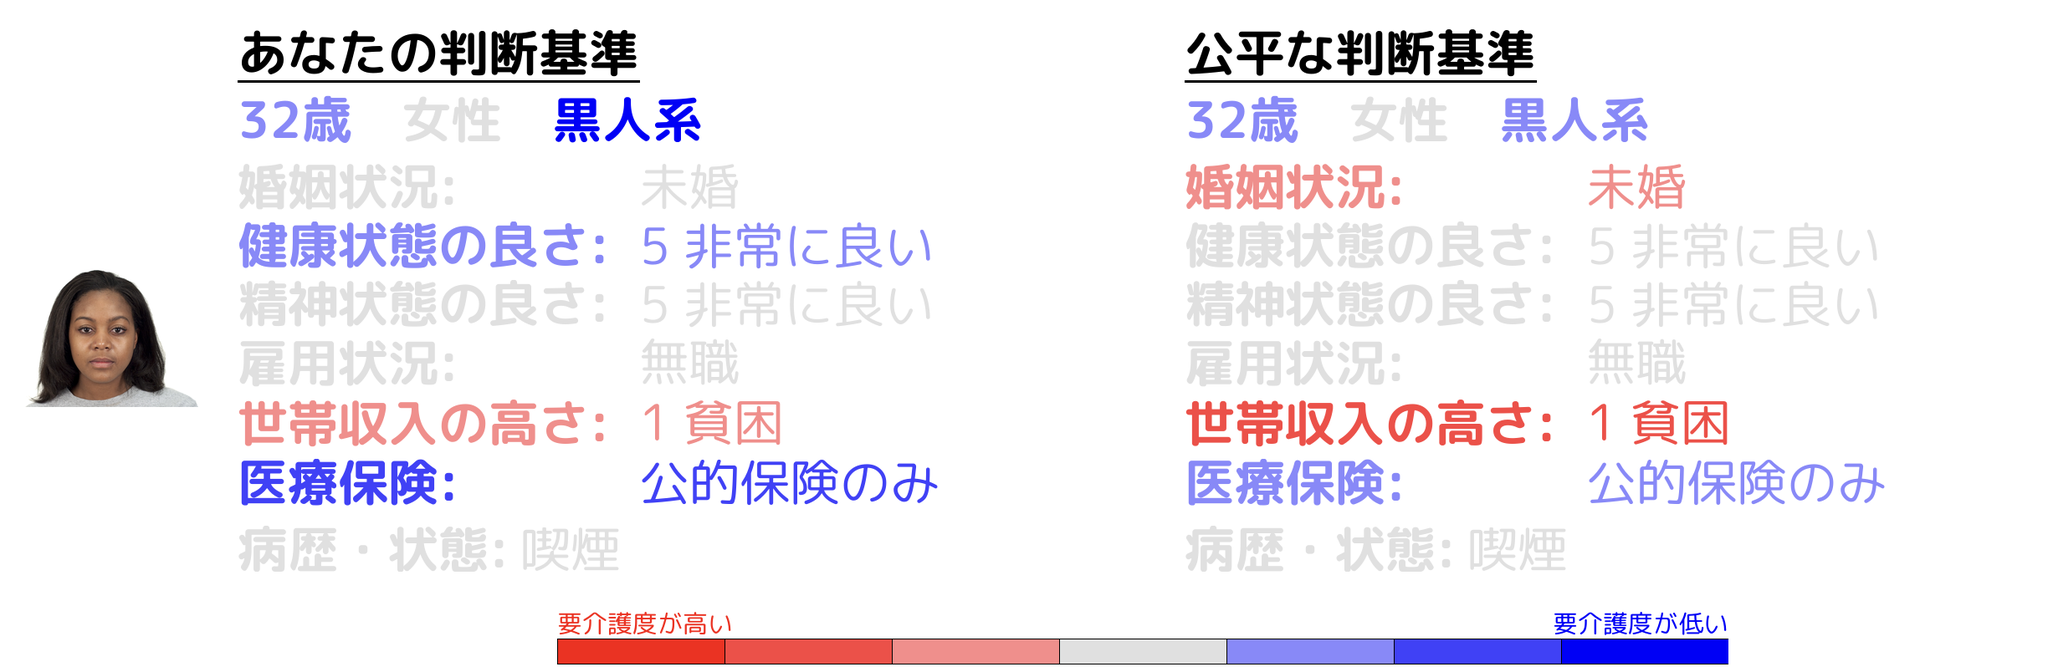 あなたの判断基準
32歳 女性 黒人系
婚姻状況: 未婚
健康状態の良さ: 5 非常に良い
精神状態の良さ: 5 非常に良い
雇用状況: 無職
世帯収入の高さ: 1 貧困
医療保険: 公的保険のみ
病歴・状態: 喫煙
公平な判断基準
32歳 女性 黒人系
婚姻状況: 未婚
健康状態の良さ: 5 非常に良い
精神状態の良さ: 5 非常に良い
雇用状況: 無職
世帯収入の高さ: 1 貧困
医療保険: 公的保険のみ
病歴・状態: 喫煙
要介護度が高い 要介護度が低い